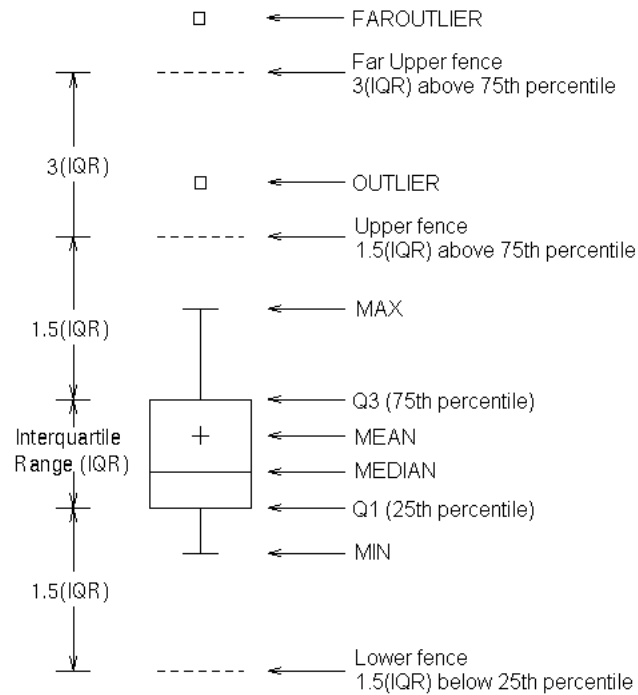 FAROUTLIER
Far Upper fence
3(IQR) above 75th percentile
3(IQR)
OUTLIER
Upper fence
1.5(IQR) above 75th percentile
1.5(IQR)
MAX
Q3 (75th percentile)
Interquartile
Range (IQR)
MEAN
MEDIAN
Q1 (25th percentile)
MIN
1.5(IQR)
Lower fence
1.5(IQR) below 25th percentile